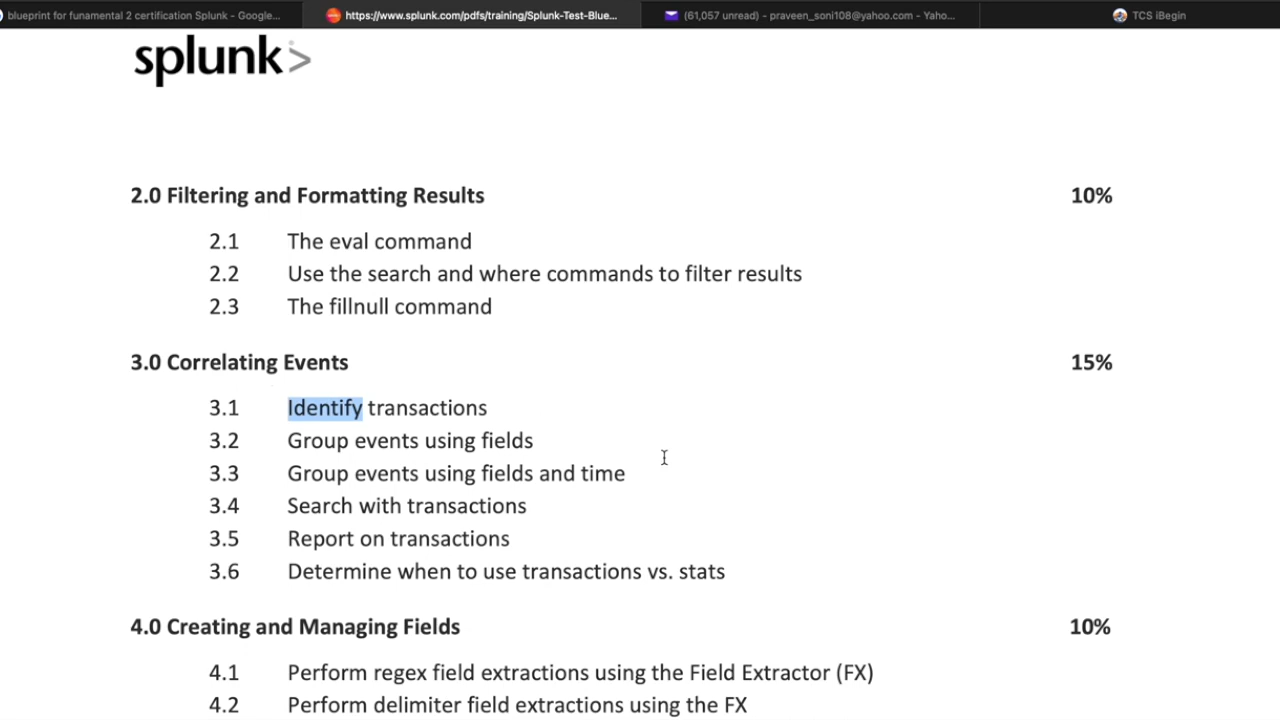 blueprint for funamental 2 certification Splunk - Google...
https://www.splunk.com/pdfs/training/Splunk-Test-Blue...
(61,057 unread) - praveen_soni108@yahoo.com - Yaho...
TCS iBegin
splunk>
2.0 Filtering and Formatting Results 10%
2.1 The eval command
2.2 Use the search and where commands to filter results
2.3 The fillnull command
3.0 Correlating Events 15%
3.1 Identify transactions
3.2 Group events using fields
3.3 Group events using fields and time
3.4 Search with transactions
3.5 Report on transactions
3.6 Determine when to use transactions vs. stats
4.0 Creating and Managing Fields 10%
4.1 Perform regex field extractions using the Field Extractor (FX)
4.2 Perform delimiter field extractions using the FX